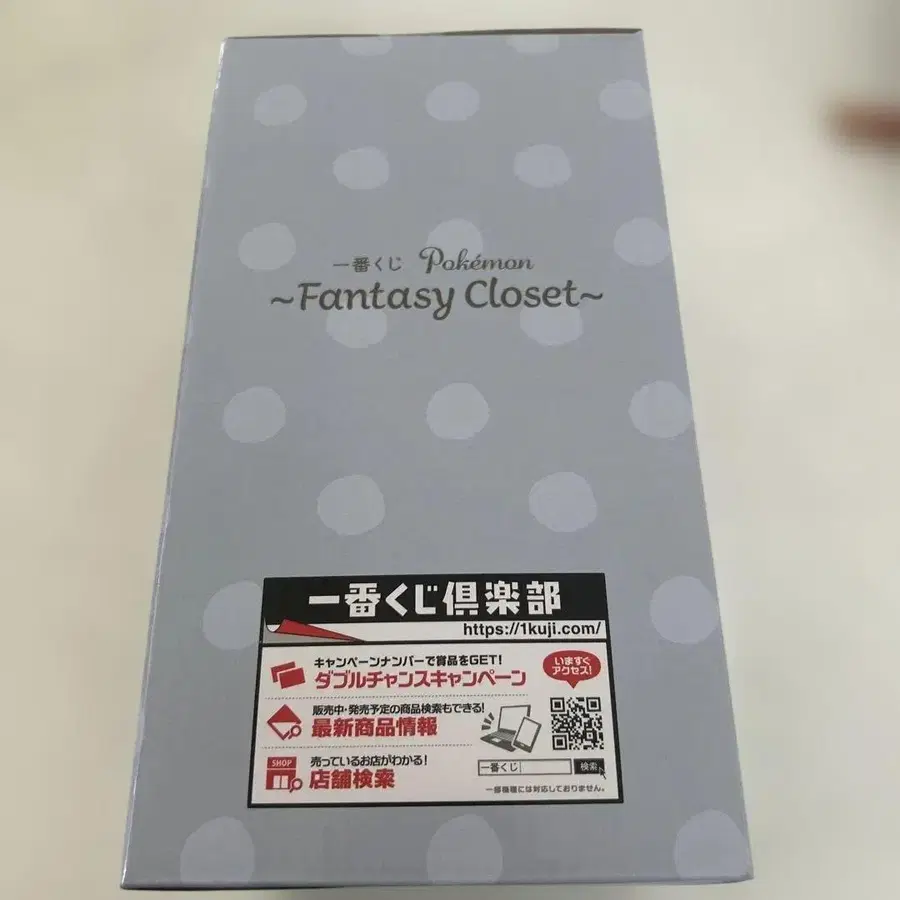 一番くじ Pokémon
~Fantasy Closet~
一番くじ倶楽部
https://1kuji.com/
キャンペーンナンバーで賞品をGET!
ダブルチャンスキャンペーン
いますぐ
アクセス!
販売中・発売予定の商品検索もできる!
最新商品情報
SHOP
売っているお店がわかる!
店舗検索
一番くじ
検索
一部機種には対応しておりません。